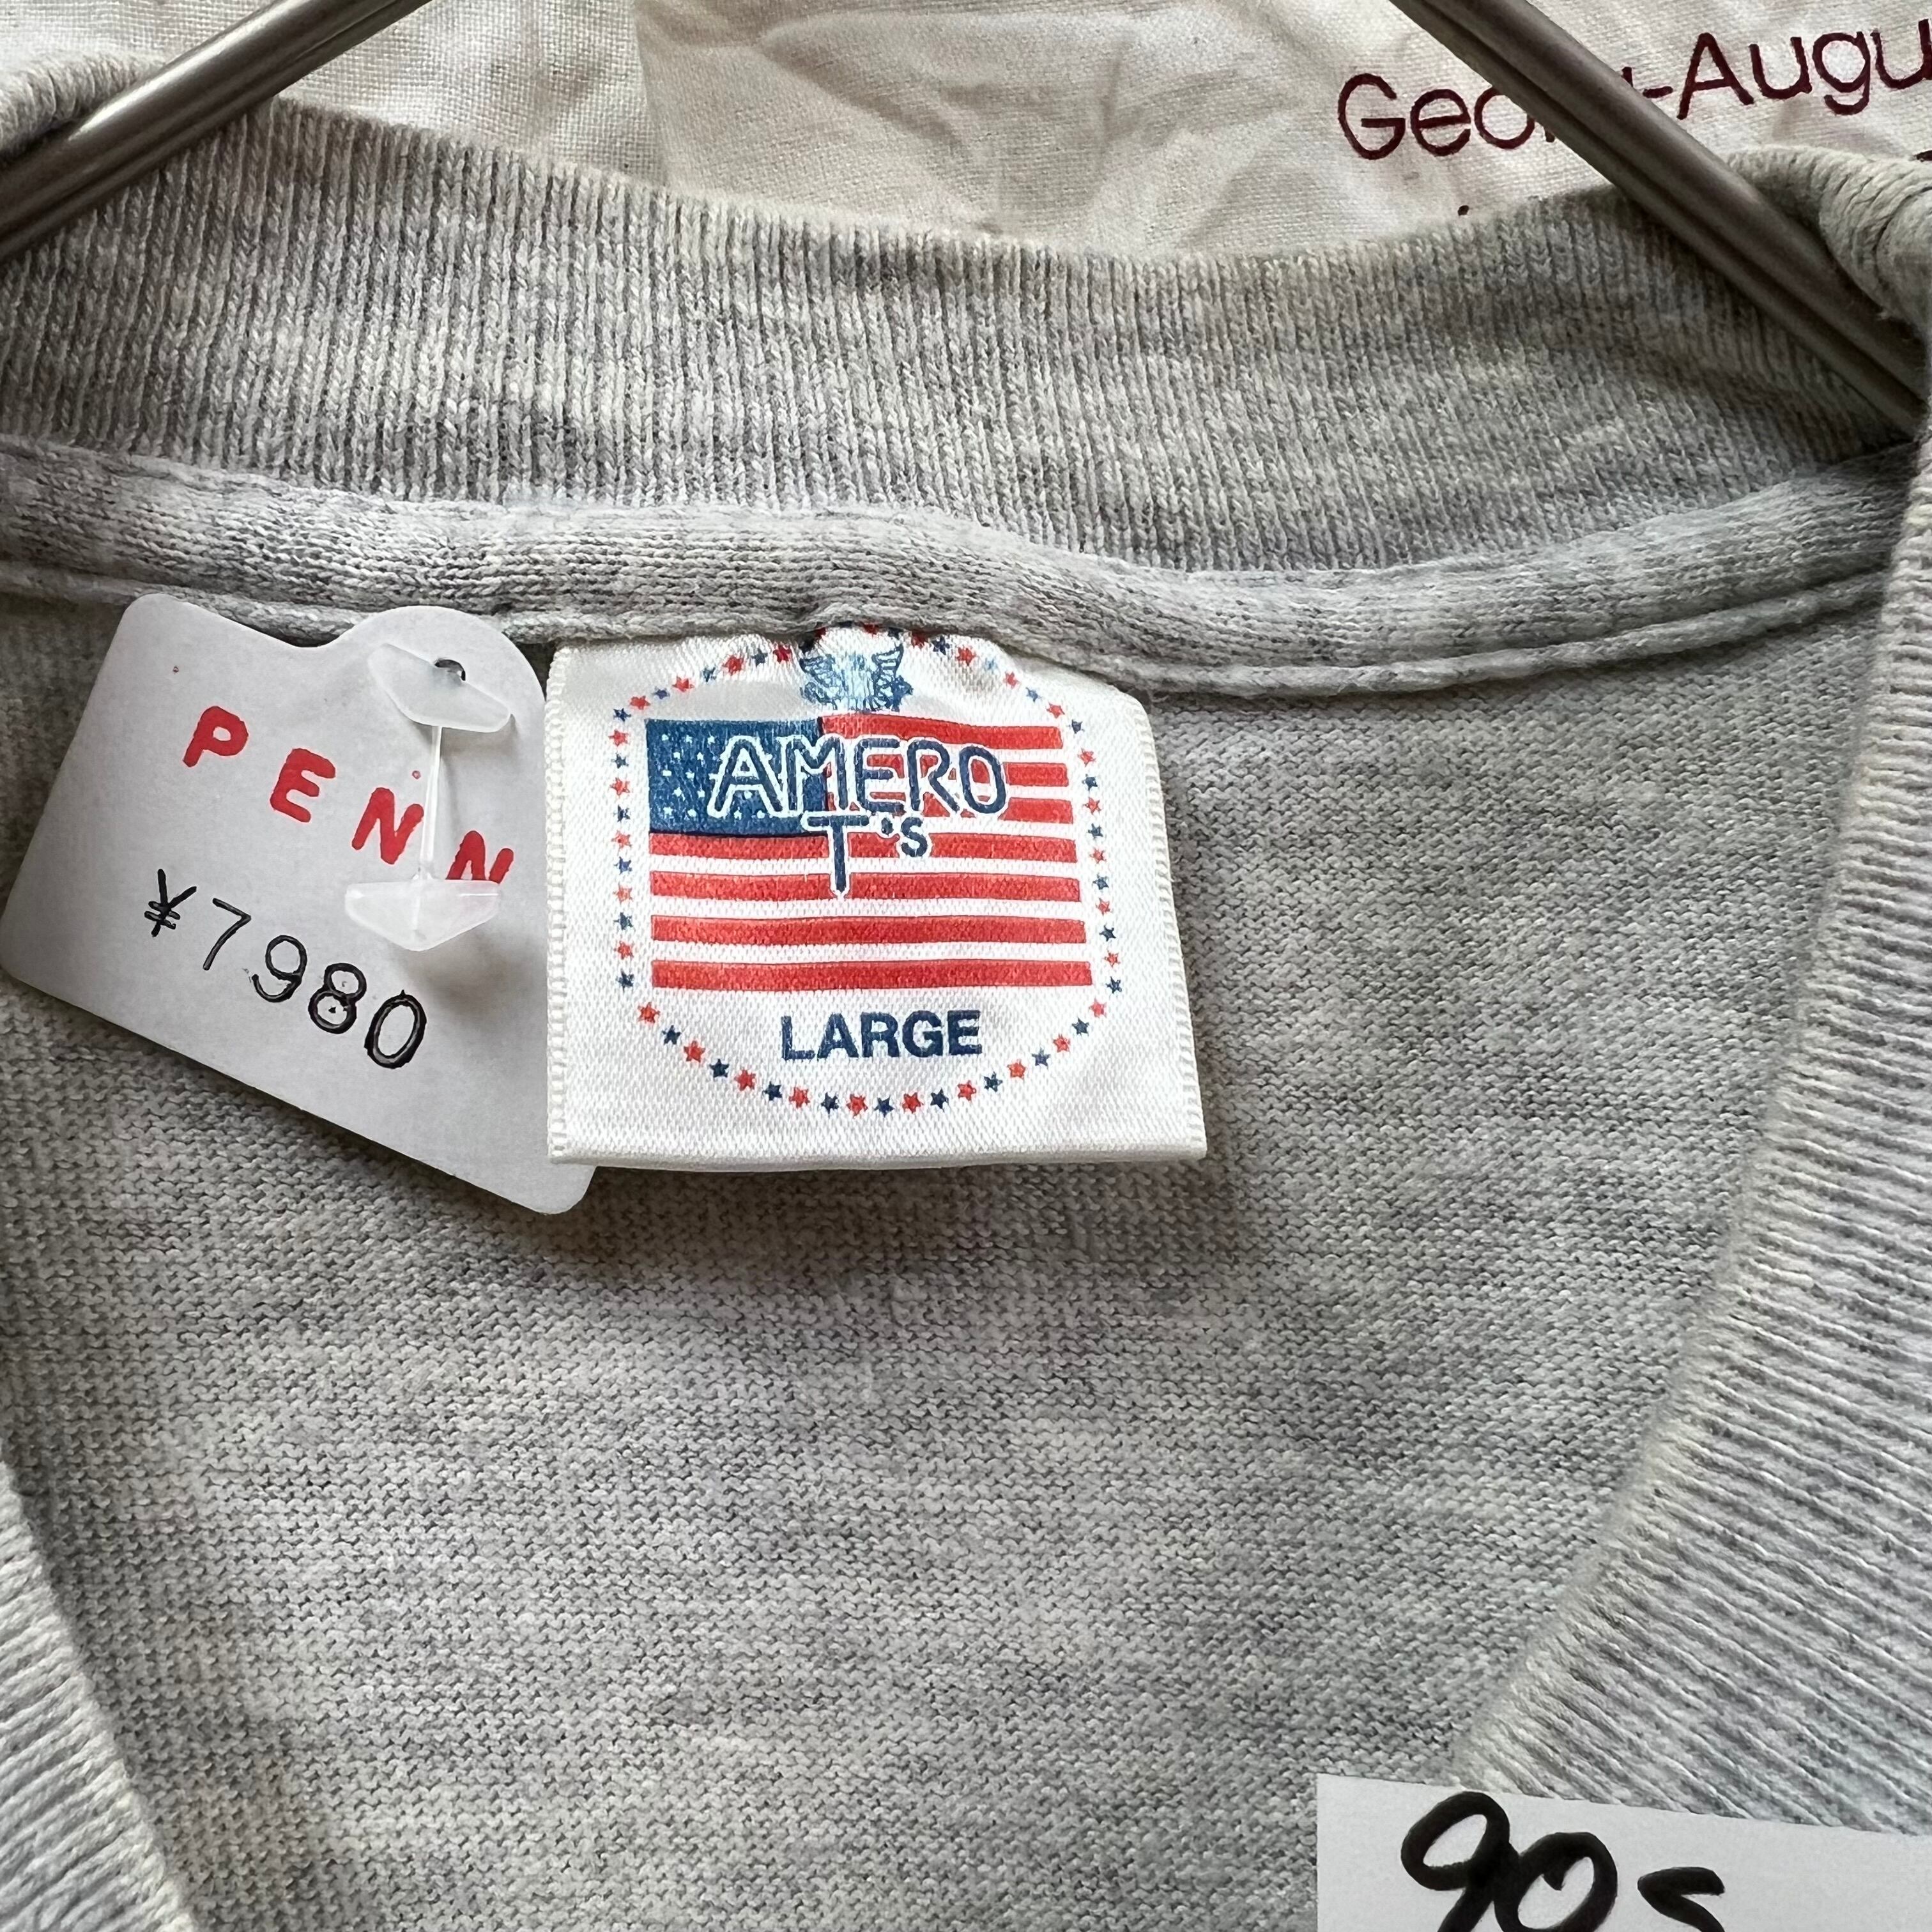 PENN
¥7980
AMERO
T's
LARGE
90s